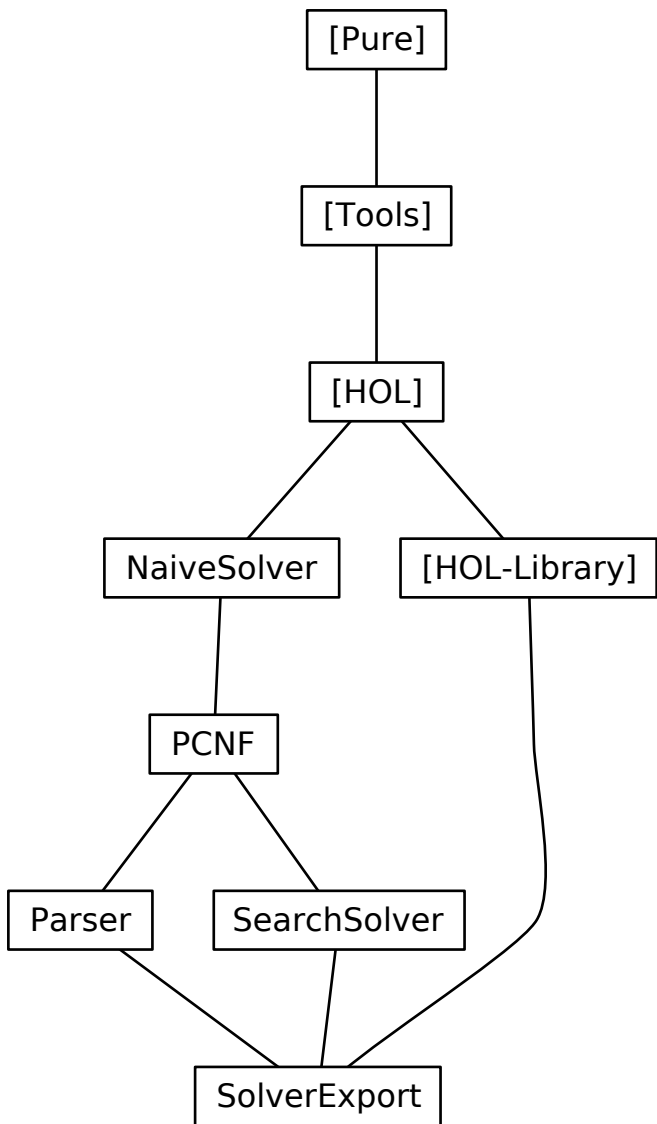 [Pure]
[Tools]
[HOL]
NaiveSolver
[HOL-Library]
PCNF
Parser
SearchSolver
SolverExport